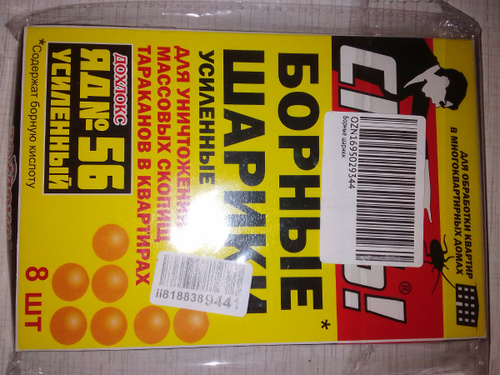 ДЛЯ ОБРАБОТКИ КВАРТИР
В МНОГОКВАРТИРНЫХ ДОМАХ
®
OZN1695029344
борные шарики
БОРНЫЕ*
ШАРИКИ
УСИЛЕННЫЕ
ДЛЯ УНИЧТОЖЕНИЯ
МАССОВЫХ СКОПИЩ
ТАРАКАНОВ В КВАРТИРАХ
ДОХЛОКС
ЯД№56
УСИЛЕННЫЙ
*Содержат борную кислоту
ii818838944
8 ШТ